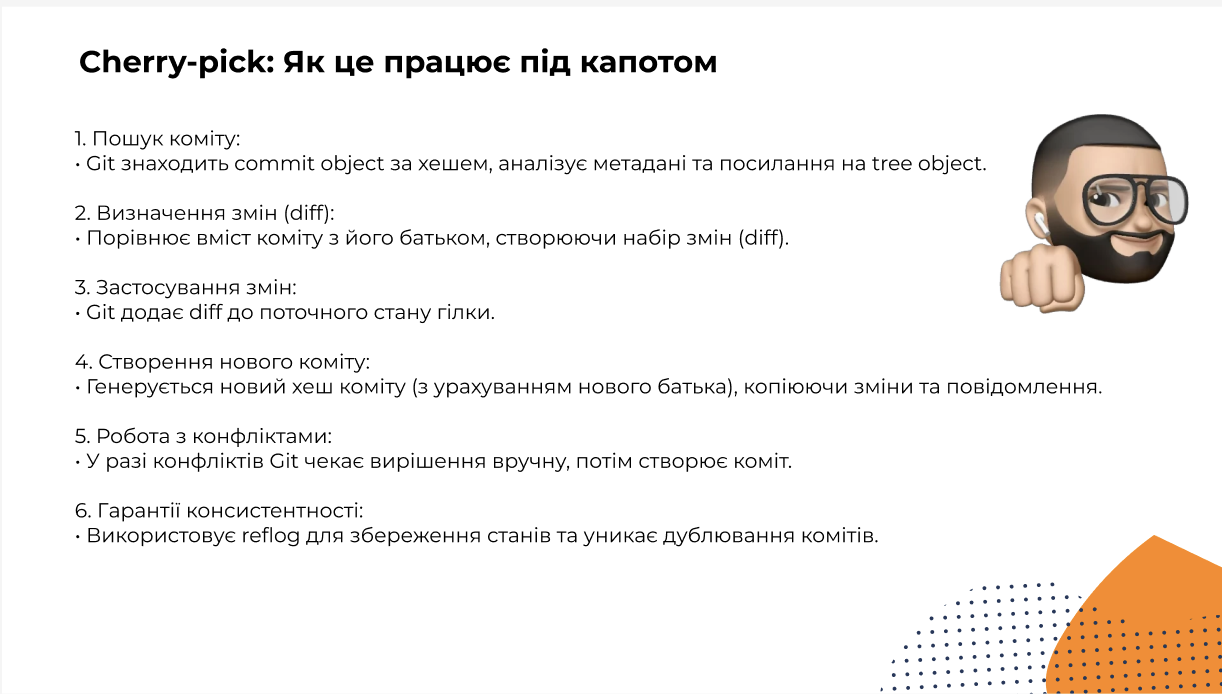 Cherry-pick: Як це працює під капотом
1. Пошук коміту:
• Git знаходить commit object за хешем, аналізує метадані та посилання на tree object.
2. Визначення змін (diff):
• Порівнює вміст коміту з його батьком, створюючи набір змін (diff).
3. Застосування змін:
• Git додає diff до поточного стану гілки.
4. Створення нового коміту:
• Генерується новий хеш коміту (з урахуванням нового батька), копіюючи зміни та повідомлення.
5. Робота з конфліктами:
• У разі конфліктів Git чекає вирішення вручну, потім створює коміт.
6. Гарантії консистентності:
• Використовує reflog для збереження станів та уникає дублювання комітів.